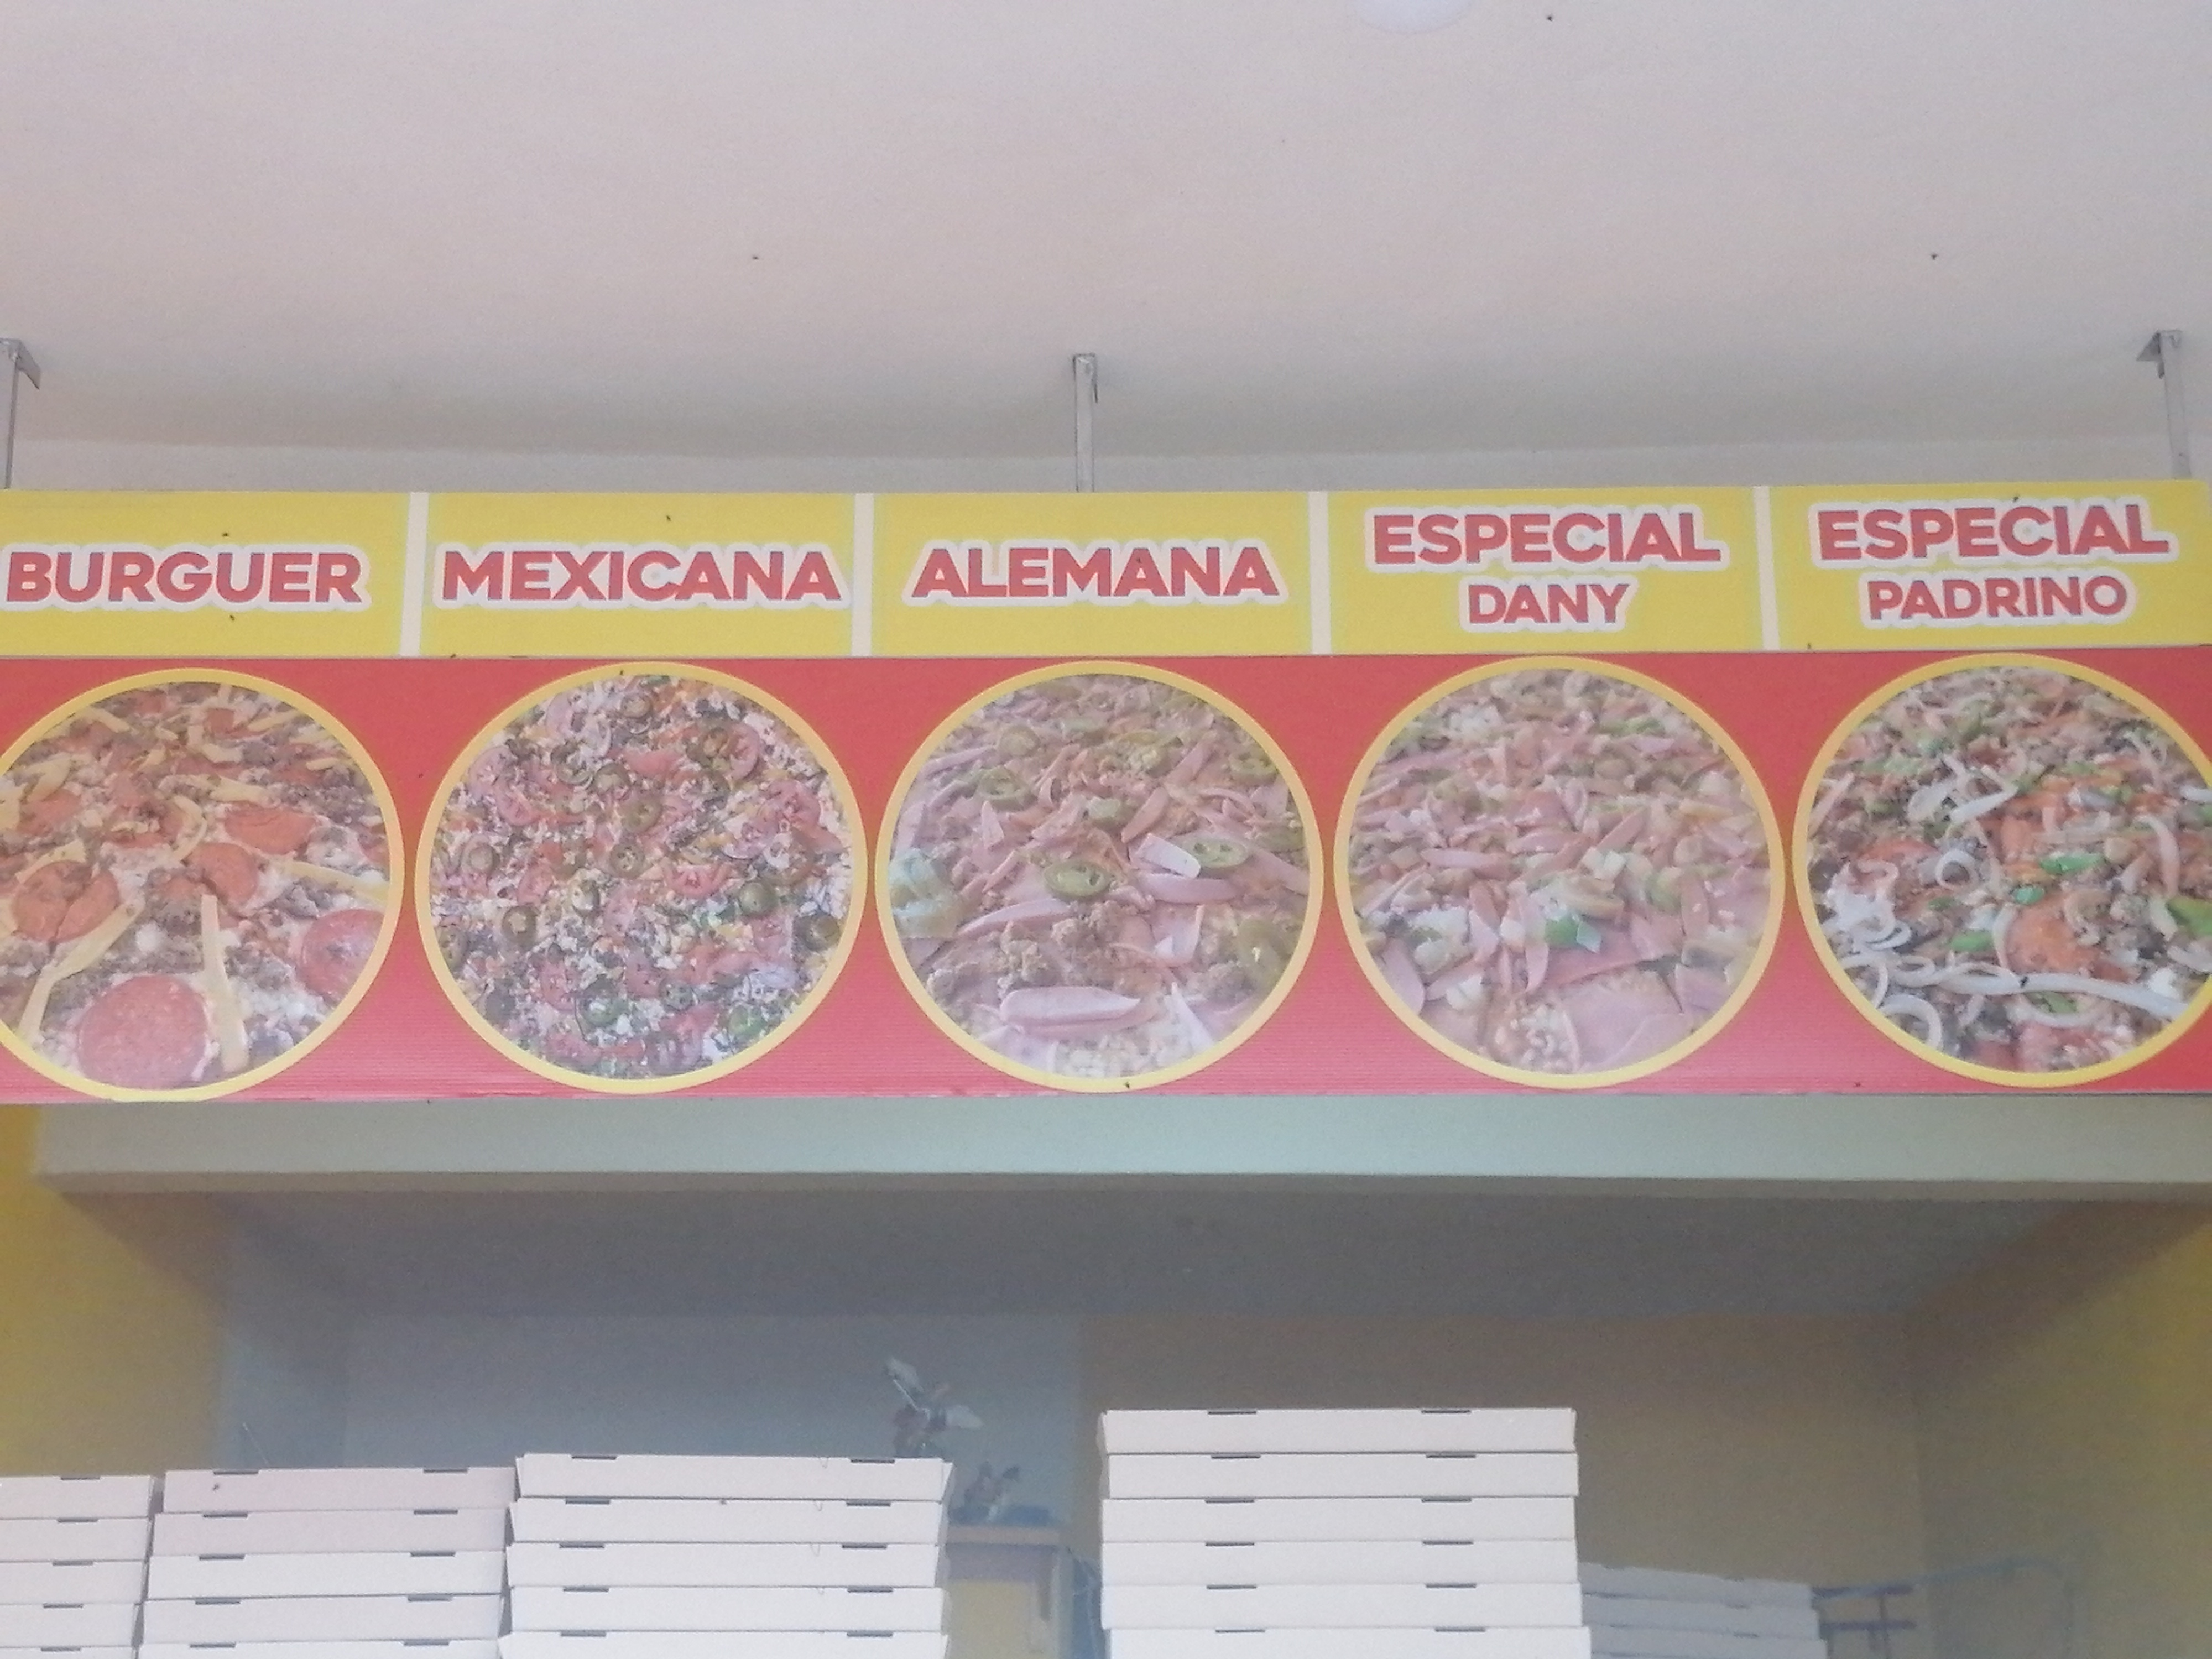 BURGUER
MEXICANA
ALEMANA
ESPECIAL
DANY
ESPECIAL
PADRINO